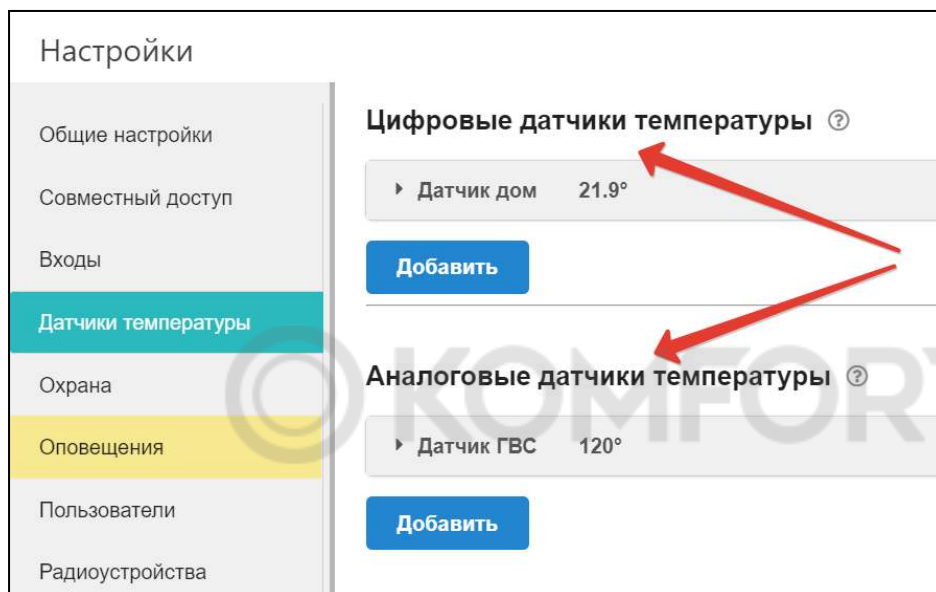 Настройки
Общие настройки
Совместный доступ
Входы
Датчики температуры
Охрана
Оповещения
Пользователи
Радиоустройства
Цифровые датчики температуры ?
Датчик дом 21.9°
Добавить
Аналоговые датчики температуры ?
Датчик ГВС 120°
Добавить
KOMFORT